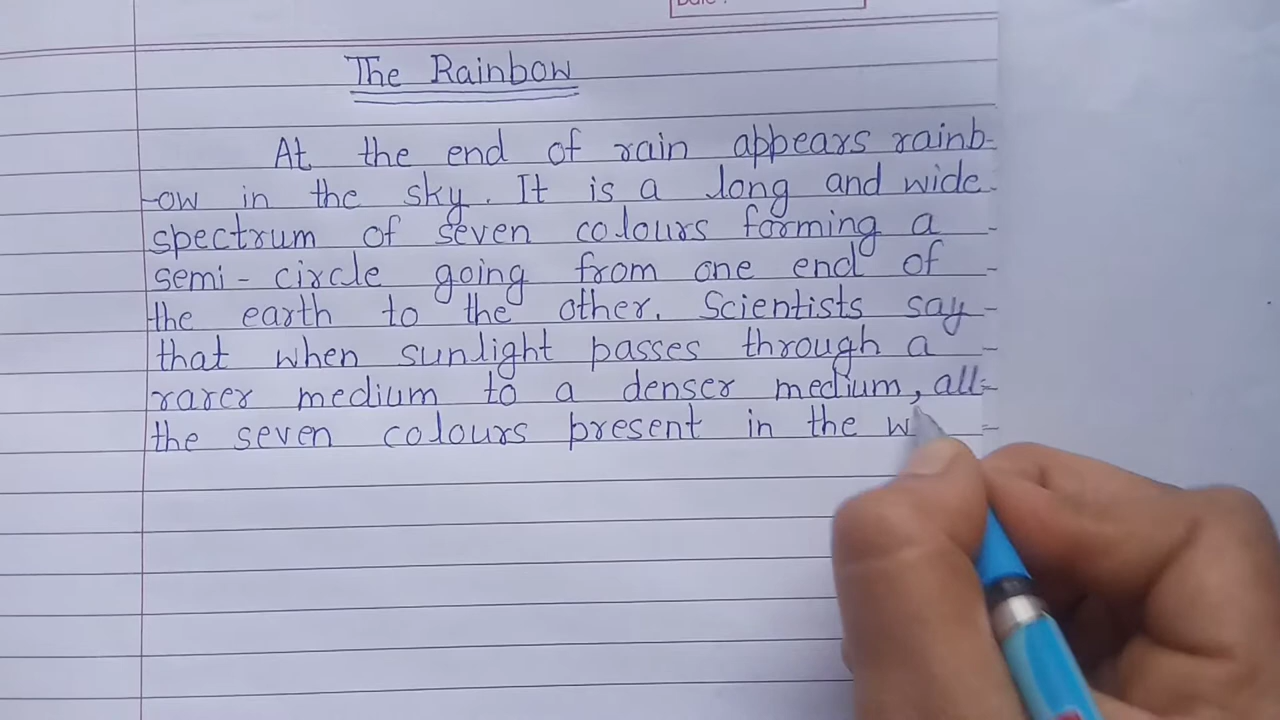 The Rainbow
At the end of rain appears rainb-
-ow in the sky. It is a long and wide
spectrum of seven colours forming a
semi-circle going from one end of
the earth to the other. Scientists say
that when sunlight passes through a
rarer medium to a denser medium, all
the seven colours present in the w